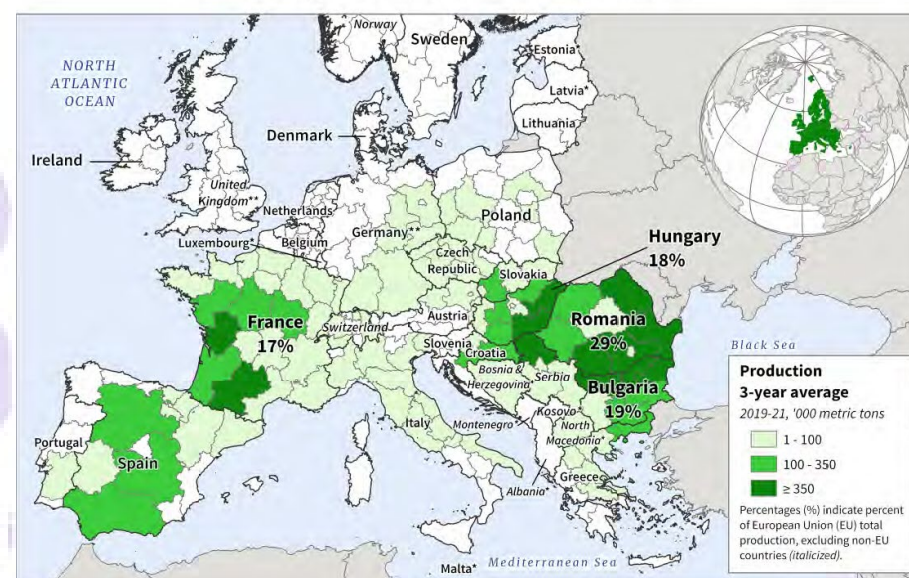 Norway
Sweden
Estonia*
NORTH
ATLANTIC
OCEAN
Latvia*
Denmark
Lithuania
Ireland
United
Kingdom**
Netherlands
Poland
Germany**
Luxembourg*
Belgium
Hungary
18%
Czech
Republic
Slovakia
France
17%
Switzerland
Austria
Romania
29%
Slovenia
Croatia
Black Sea
Bosnia &
Herzegovina*
Serbia
Bulgaria
19%
Portugal
Spain
Italy
Montenegro*
Kosovo*
North
Macedonia*
Albania*
Greece
Malta*
Mediterranean Sea
Production
3-year average
2019-21, '000 metric tons
1 - 100
100 - 350
≥ 350
Percentages (%) indicate percent
of European Union (EU) total
production, excluding non-EU
countries (italicized).